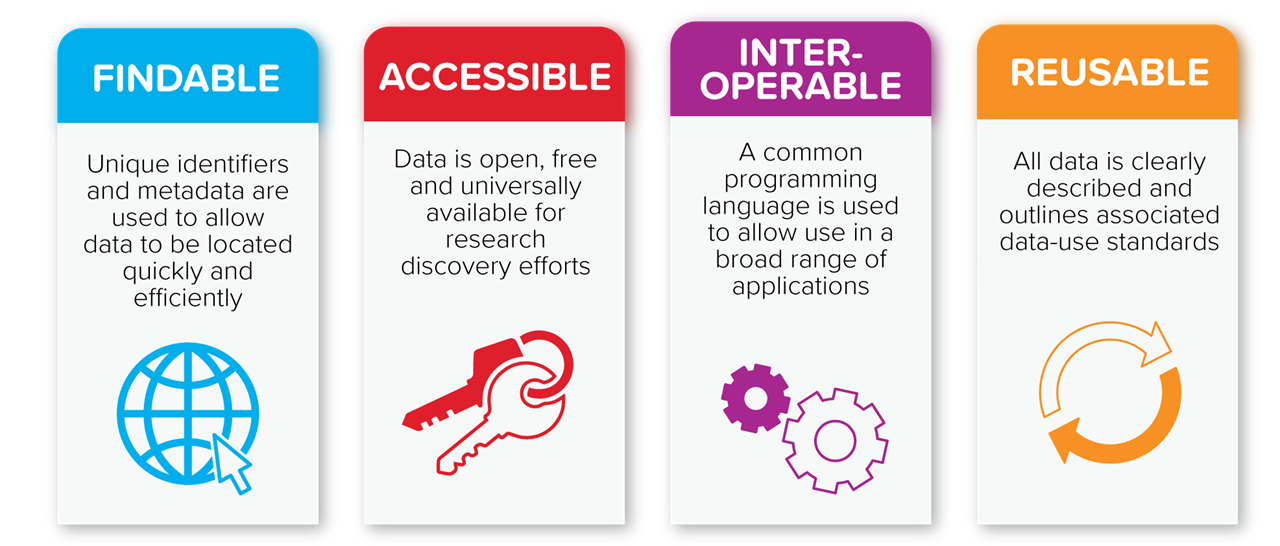 FINDABLE
Unique identifiers
and metadata are
used to allow
data to be located
quickly and
efficiently
ACCESSIBLE
Data is open, free
and universally
available for
research
discovery efforts
INTER-
OPERABLE
A common
programming
language is used
to allow use in a
broad range of
applications
REUSABLE
All data is clearly
described and
outlines associated
data-use standards